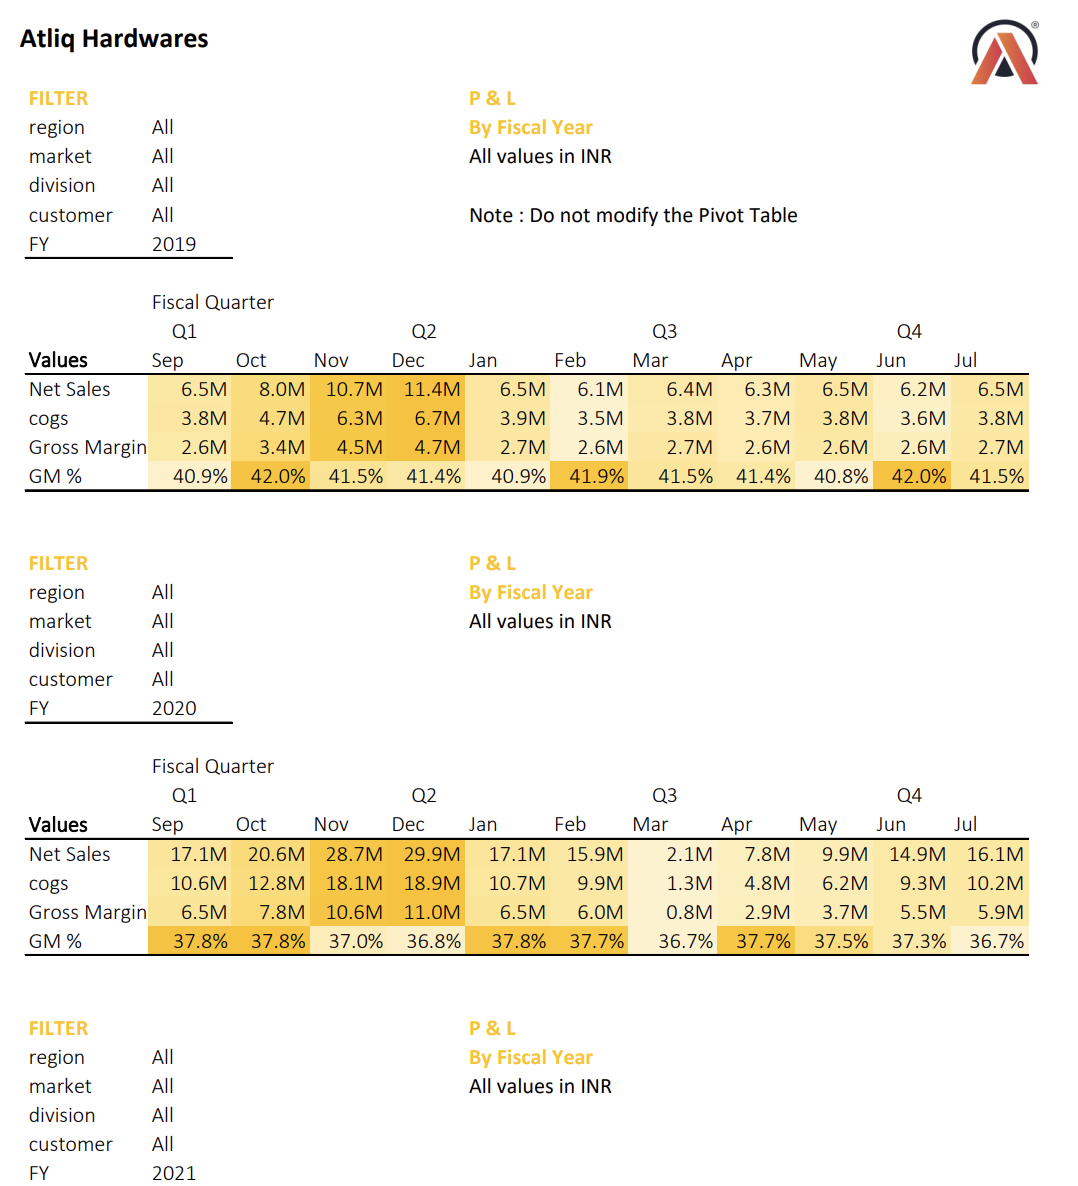 Atliq Hardwares
®
FILTER P & L
region All By Fiscal Year
market All All values in INR
division All
customer All Note : Do not modify the Pivot Table
FY 2019
Fiscal Quarter
Q1 Q2 Q3 Q4
Values Sep Oct Nov Dec Jan Feb Mar Apr May Jun Jul
Net Sales 6.5M 8.0M 10.7M 11.4M 6.5M 6.1M 6.4M 6.3M 6.5M 6.2M 6.5M
cogs 3.8M 4.7M 6.3M 6.7M 3.9M 3.5M 3.8M 3.7M 3.8M 3.6M 3.8M
Gross Margin 2.6M 3.4M 4.5M 4.7M 2.7M 2.6M 2.7M 2.6M 2.6M 2.6M 2.7M
GM % 40.9% 42.0% 41.5% 41.4% 40.9% 41.9% 41.5% 41.4% 40.8% 42.0% 41.5%
FILTER P & L
region All By Fiscal Year
market All All values in INR
division All
customer All
FY 2020
Fiscal Quarter
Q1 Q2 Q3 Q4
Values Sep Oct Nov Dec Jan Feb Mar Apr May Jun Jul
Net Sales 17.1M 20.6M 28.7M 29.9M 17.1M 15.9M 2.1M 7.8M 9.9M 14.9M 16.1M
cogs 10.6M 12.8M 18.1M 18.9M 10.7M 9.9M 1.3M 4.8M 6.2M 9.3M 10.2M
Gross Margin 6.5M 7.8M 10.6M 11.0M 6.5M 6.0M 0.8M 2.9M 3.7M 5.5M 5.9M
GM % 37.8% 37.8% 37.0% 36.8% 37.8% 37.7% 36.7% 37.7% 37.5% 37.3% 36.7%
FILTER P & L
region All By Fiscal Year
market All All values in INR
division All
customer All
FY 2021